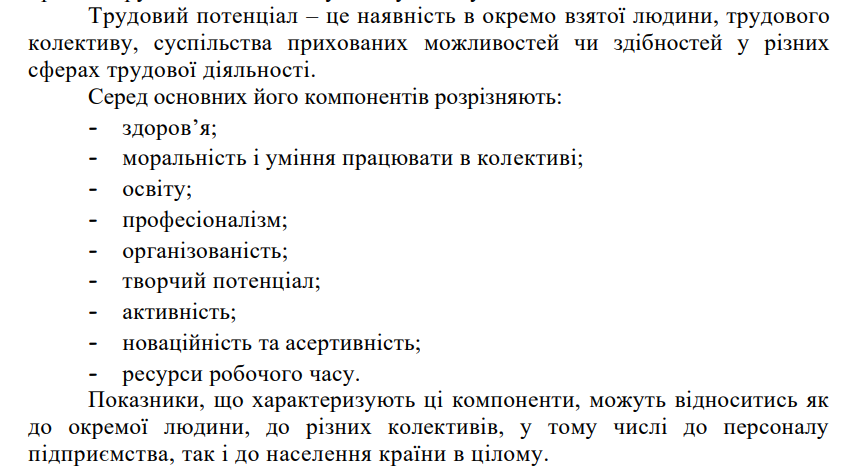 Трудовий потенціал – це наявність в окремо взятої людини, трудового
колективу, суспільства прихованих можливостей чи здібностей у різних
сферах трудової діяльності.
Серед основних його компонентів розрізняють:
- здоров’я;
- моральність і уміння працювати в колективі;
- освіту;
- професіоналізм;
- організованість;
- творчий потенціал;
- активність;
- новаційність та асертивність;
- ресурси робочого часу.
Показники, що характеризують ці компоненти, можуть відноситись як
до окремої людини, до різних колективів, у тому числі до персоналу
підприємства, так і до населення країни в цілому.